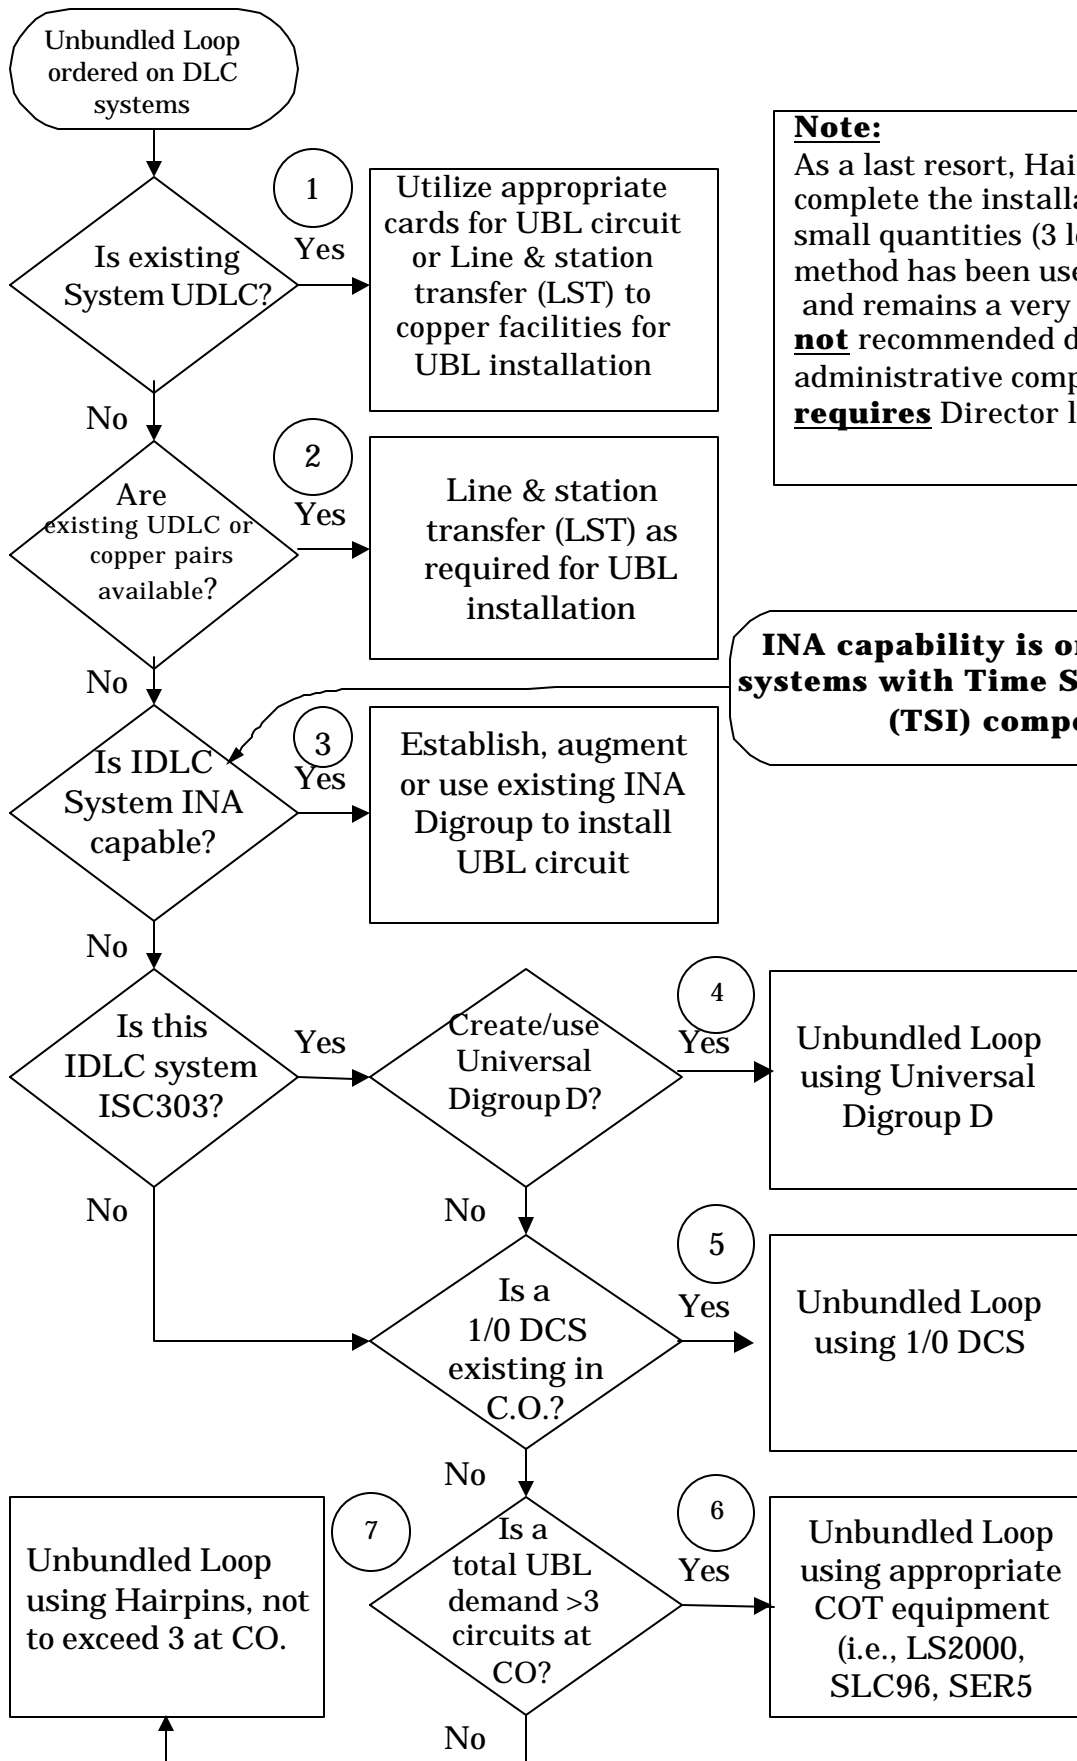 Unbundled Loop
ordered on DLC
systems
Is existing
System UDLC?
1
Yes
Utilize appropriate
cards for UBL circuit
or Line & station
transfer (LST) to
copper facilities for
UBL installation
Note:
As a last resort,
complete the
small quantities (3
method has been
and remains a very
not recommended
administrative
requires Director
No
Are
existing UDLC or
copper pairs
available?
2
Yes
Line & station
transfer (LST) as
required for UBL
installation
No
INA capability is
systems with Time
(TSI)
Is IDLC
System INA
capable?
3
Yes
Establish, augment
or use existing INA
Digroup to install
UBL circuit
No
Is this
IDLC system
ISC303?
Yes
Create/use
Universal
Digroup D?
4
Yes
Unbundled Loop
using Universal
Digroup D
No
No
Is a
1/0 DCS
existing in
C.O.?
5
Yes
Unbundled Loop
using 1/0 DCS
No
Is a
total UBL
demand >3
circuits at
CO?
6
Yes
Unbundled Loop
using appropriate
COT equipment
(i.e., LS2000,
SLC96, SER5
7
Unbundled Loop
using Hairpins, not
to exceed 3 at CO.
No